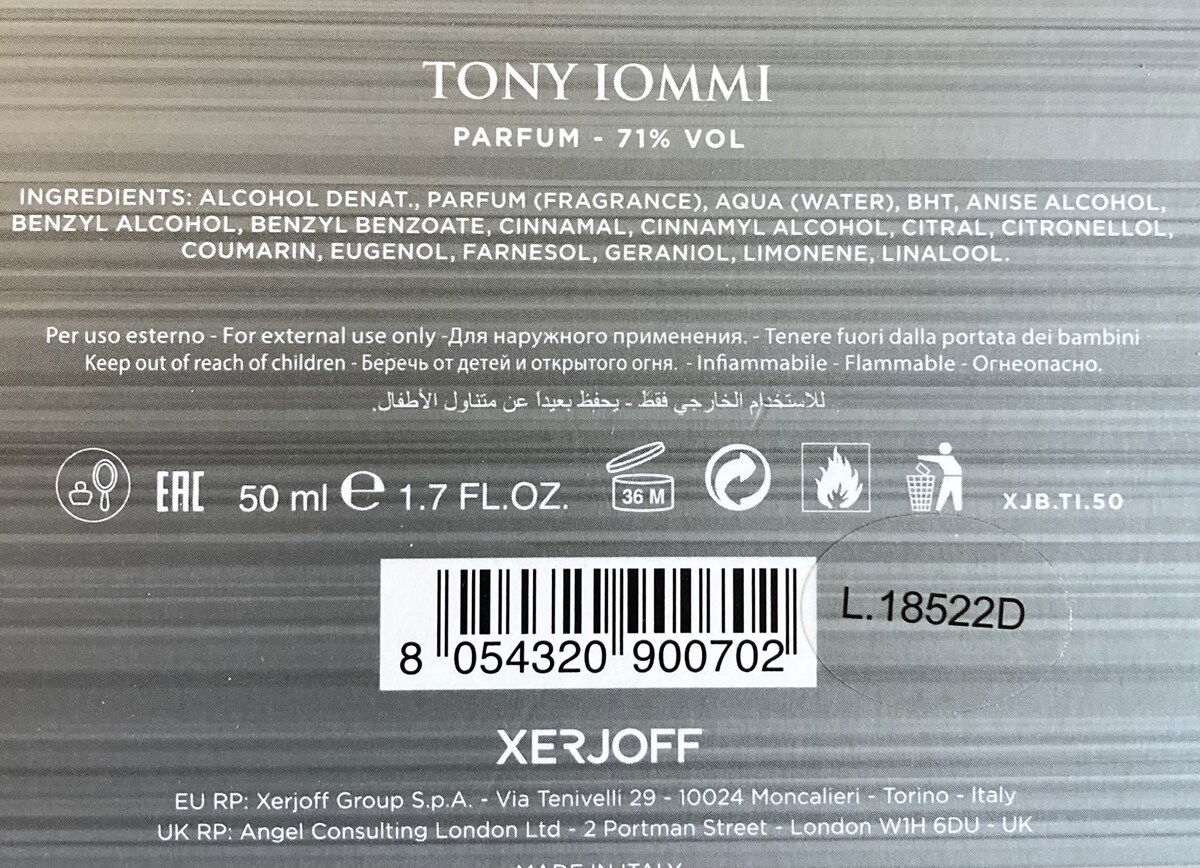 TONY IOMMI
PARFUM - 71% VOL
INGREDIENTS: ALCOHOL DENAT., PARFUM (FRAGRANCE), AQUA (WATER), BHT, ANISE ALCOHOL,
BENZYL ALCOHOL, BENZYL BENZOATE, CINNAMAL, CINNAMYL ALCOHOL, CITRAL, CITRONELLOL,
COUMARIN, EUGENOL, FARNESOL, GERANIOL, LIMONENE, LINALOOL.
Per uso esterno - For external use only -Для наружного применения. - Tenere fuori dalla portata dei bambini
Keep out of reach of children - Беречь от детей и открытого огня. - Infiammabile - Flammable - Огнеопасно.
للاستخدام الخارجي فقط - يحفظ بعيداً عن متناول الأطفال.
EAC 50 ml e 1.7 FL.OZ. 36 M XJB.TI.50
L.18522D
8 054320 900702
XERJOFF
EU RP: Xerjoff Group S.p.A. - Via Tenivelli 29 - 10024 Moncalieri - Torino - Italy
UK RP: Angel Consulting London Ltd - 2 Portman Street - London W1H 6DU - UK
MADE IN ITALY